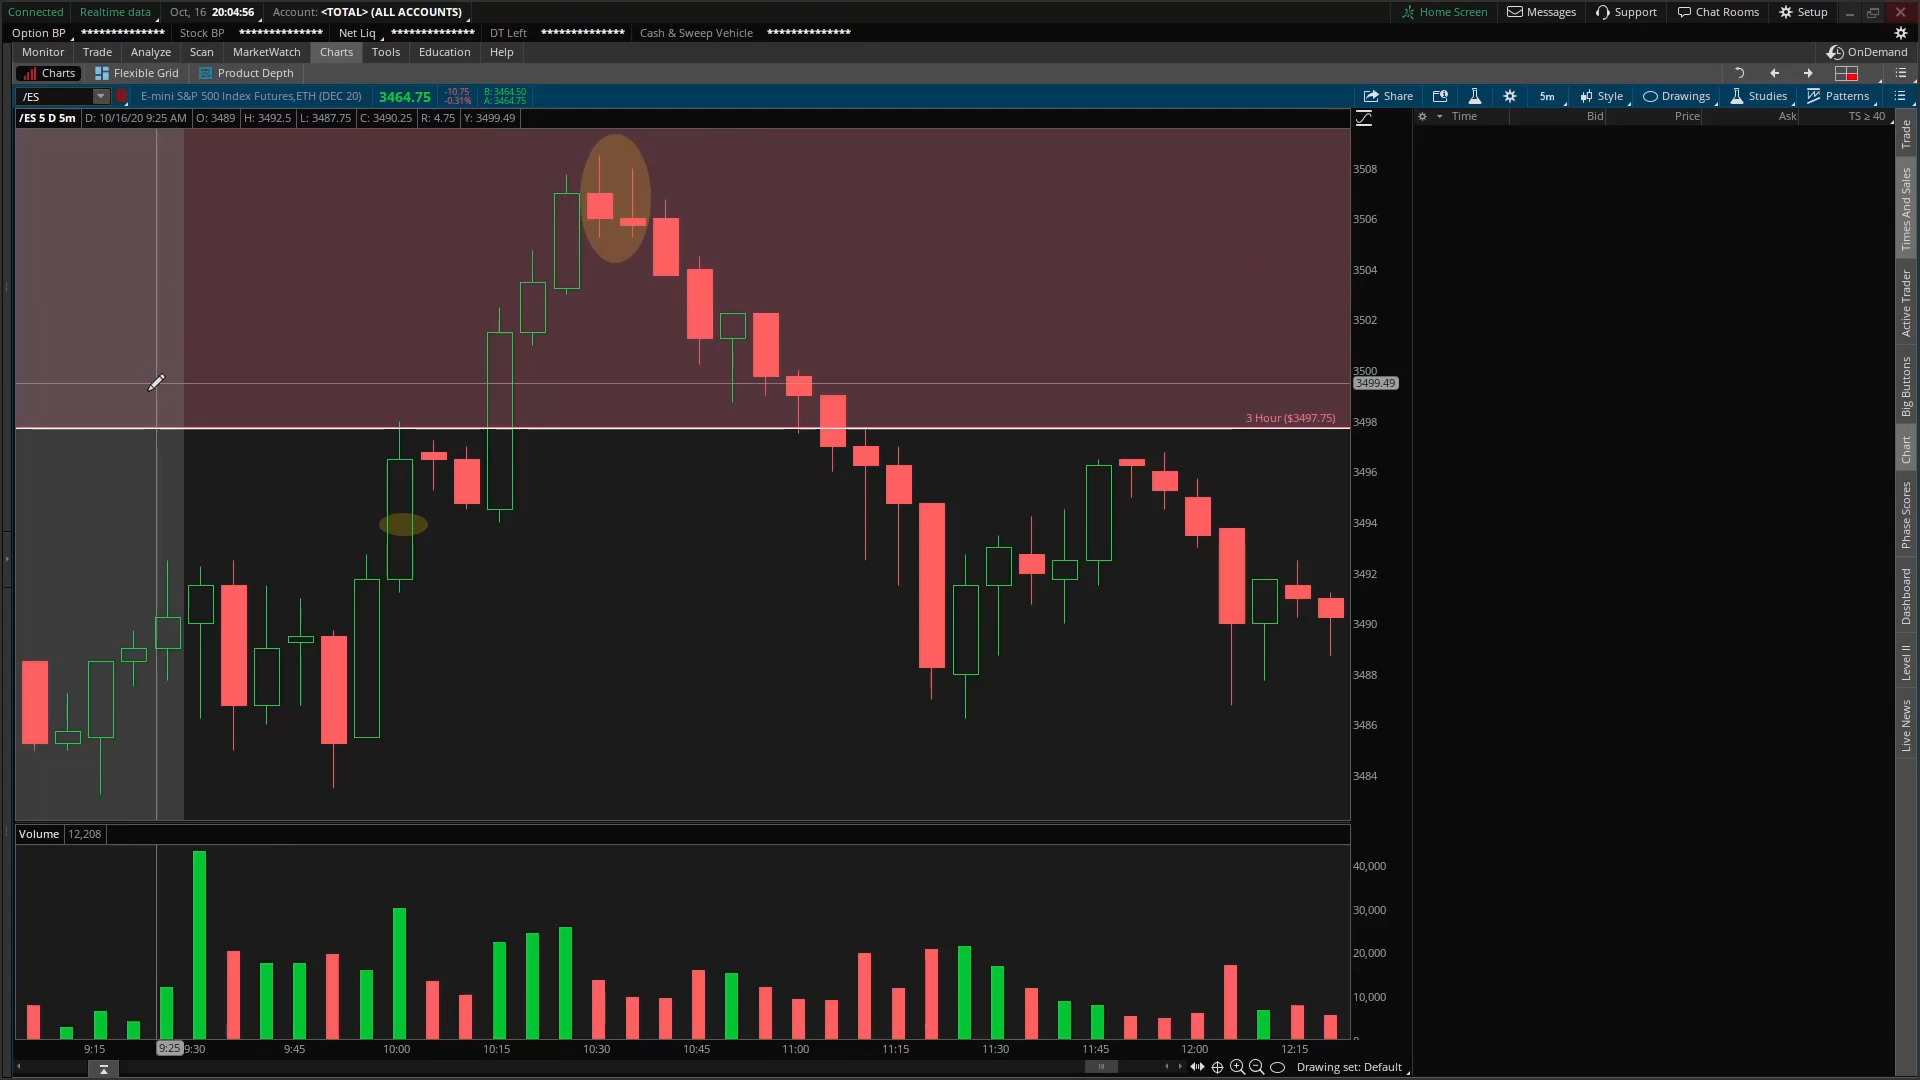 Connected Realtime data Oct, 16 20:04:56 Account: <TOTAL> (ALL ACCOUNTS) Home Screen Messages Support Chat Rooms Setup
Option BP ************** Stock BP ************** Net Liq ************** DT Left ************** Cash & Sweep Vehicle **************
Monitor Trade Analyze Scan MarketWatch Charts Tools Education Help OnDemand
Charts Flexible Grid Product Depth
/ES E-mini S&P 500 Index Futures,ETH (DEC 20) 3464.75 -10.75 -0.31% B: 3464.50 A: 3464.75 Share 5m Style Drawings Studies Patterns
/ES 5 D 5m D: 10/16/20 9:25 AM O: 3489 H: 3492.5 L: 3487.75 C: 3490.25 R: 4.75 Y: 3499.49 Time Bid Price Ask TS ≥ 40
3508
3506
3504
3502
3500
3499.49
3 Hour ($3497.75)
3498
3496
3494
3492
3490
3488
3486
3484
Trade
Times And Sales
Active Trader
Big Buttons
Chart
Phase Scores
Dashboard
Level II
Live News
Volume 12,208
40,000
30,000
20,000
10,000
9:15 9:25 9:30 9:45 10:00 10:15 10:30 10:45 11:00 11:15 11:30 11:45 12:00 12:15
Drawing set: Default